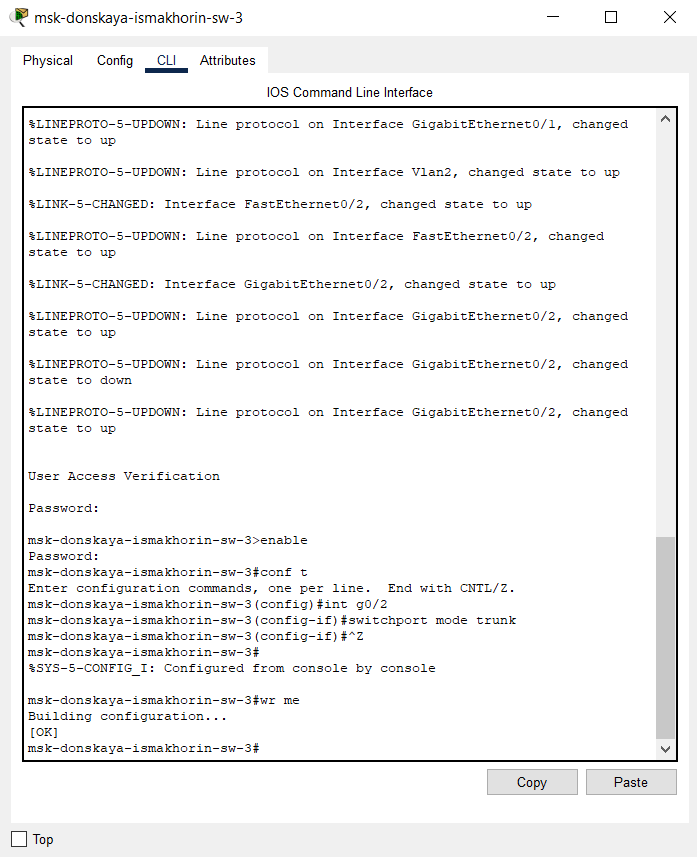 msk-donskaya-ismakhorin-sw-3
Physical Config CLI Attributes
IOS Command Line Interface
%LINEPROTO-5-UPDOWN: Line protocol on Interface GigabitEthernet0/1, changed
state to up
%LINEPROTO-5-UPDOWN: Line protocol on Interface Vlan2, changed state to up
%LINK-5-CHANGED: Interface FastEthernet0/2, changed state to up
%LINEPROTO-5-UPDOWN: Line protocol on Interface FastEthernet0/2, changed
state to up
%LINK-5-CHANGED: Interface GigabitEthernet0/2, changed state to up
%LINEPROTO-5-UPDOWN: Line protocol on Interface GigabitEthernet0/2, changed
state to up
%LINEPROTO-5-UPDOWN: Line protocol on Interface GigabitEthernet0/2, changed
state to down
%LINEPROTO-5-UPDOWN: Line protocol on Interface GigabitEthernet0/2, changed
state to up
User Access Verification
Password:
msk-donskaya-ismakhorin-sw-3>enable
Password:
msk-donskaya-ismakhorin-sw-3#conf t
Enter configuration commands, one per line.  End with CNTL/Z.
msk-donskaya-ismakhorin-sw-3(config)#int g0/2
msk-donskaya-ismakhorin-sw-3(config-if)#switchport mode trunk
msk-donskaya-ismakhorin-sw-3(config-if)#^Z
msk-donskaya-ismakhorin-sw-3#
%SYS-5-CONFIG_I: Configured from console by console
msk-donskaya-ismakhorin-sw-3#wr me
Building configuration...
[OK]
msk-donskaya-ismakhorin-sw-3#
Copy Paste
Top